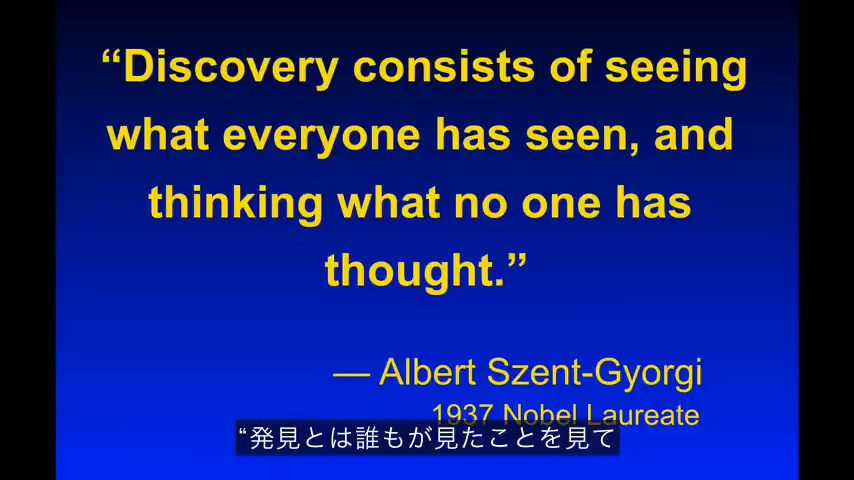 “Discovery consists of seeing
what everyone has seen, and
thinking what no one has
thought.”
— Albert Szent-Gyorgi
1937 Nobel Laureate
“発見とは誰もが見たことを見て